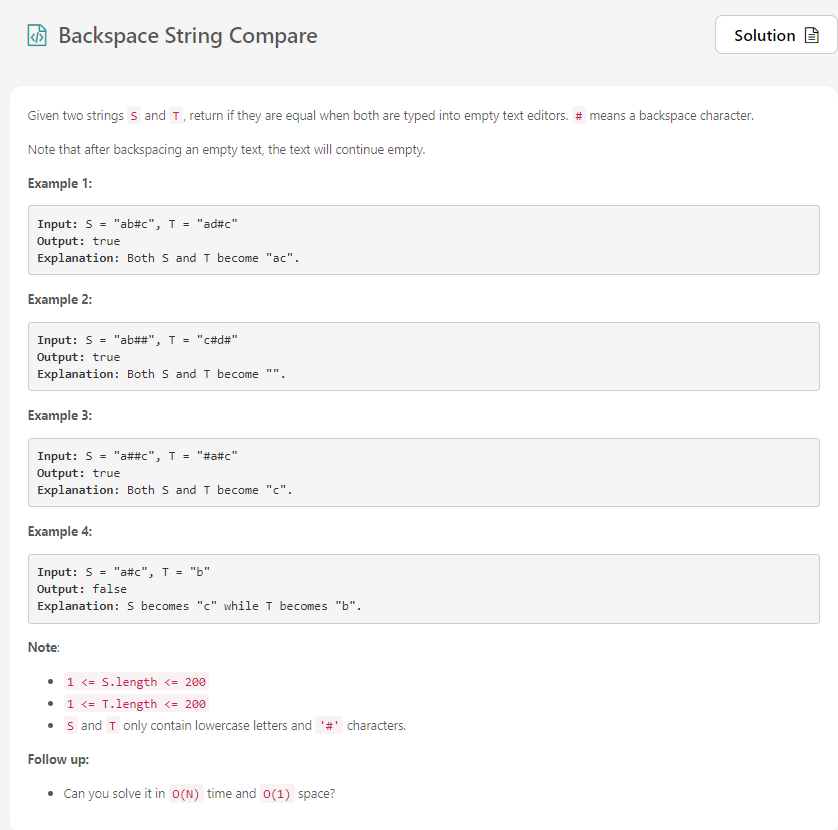 Backspace String Compare
Solution
Given two strings S and T, return if they are equal when both are typed into empty text editors. # means a backspace character.
Note that after backspacing an empty text, the text will continue empty.
Example 1:
Input: S = "ab#c", T = "ad#c"
Output: true
Explanation: Both S and T become "ac".
Example 2:
Input: S = "ab##", T = "c#d#"
Output: true
Explanation: Both S and T become "".
Example 3:
Input: S = "a##c", T = "#a#c"
Output: true
Explanation: Both S and T become "c".
Example 4:
Input: S = "a#c", T = "b"
Output: false
Explanation: S becomes "c" while T becomes "b".
Note:
• 1 <= S.length <= 200
• 1 <= T.length <= 200
• S and T only contain lowercase letters and '#' characters.
Follow up:
• Can you solve it in O(N) time and O(1) space?